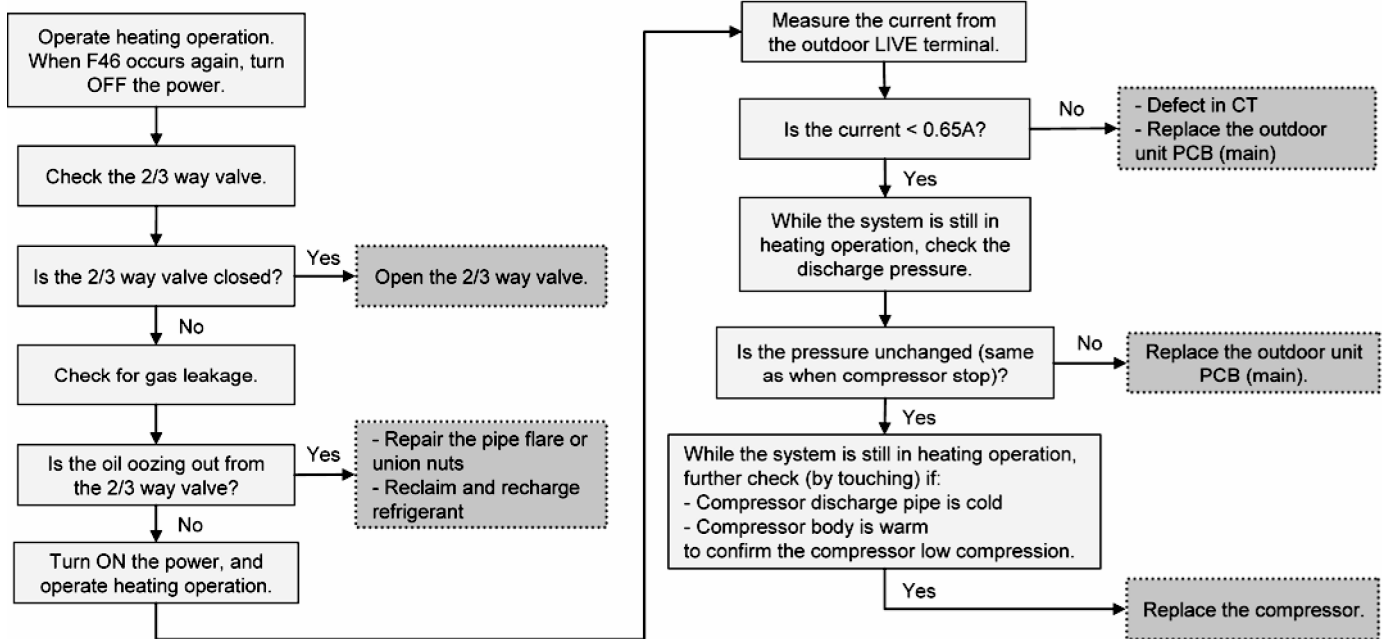 Operate heating operation.
When F46 occurs again, turn
OFF the power.
Check the 2/3 way valve.
Is the 2/3 way valve closed?
Yes
Open the 2/3 way valve.
No
Check for gas leakage.
Is the oil oozing out from
the 2/3 way valve?
Yes
- Repair the pipe flare or
union nuts
- Reclaim and recharge
refrigerant
No
Turn ON the power, and
operate heating operation.
Measure the current from
the outdoor LIVE terminal.
Is the current < 0.65A?
No
- Defect in CT
- Replace the outdoor
unit PCB (main)
Yes
While the system is still in
heating operation, check the
discharge pressure.
Is the pressure unchanged (same
as when compressor stop)?
No
Replace the outdoor unit
PCB (main).
Yes
While the system is still in heating operation,
further check (by touching) if:
- Compressor discharge pipe is cold
- Compressor body is warm
to confirm the compressor low compression.
Yes
Replace the compressor.